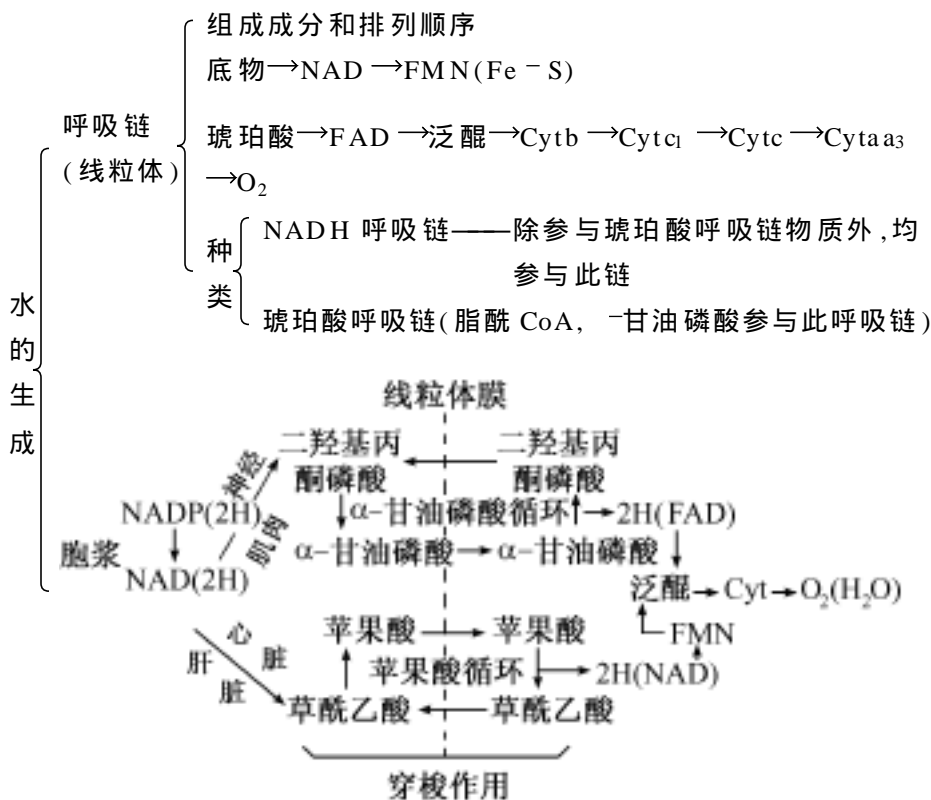 组成成分和排列顺序
底物→NAD→FMN(Fe－S)
呼吸链
(线粒体)
琥珀酸→FAD→泛醌→Cytb→Cytc₁→Cytc→Cytaa₃
→O₂
种类
NADH 呼吸链——除参与琥珀酸呼吸链物质外,均
参与此链
琥珀酸呼吸链(脂酰 CoA, －甘油磷酸参与此呼吸链)
水的生成
线粒体膜
二羟基丙 二羟基丙
酮磷酸 酮磷酸
神经
肌肉
NADP(2H) α-甘油磷酸循环 →2H(FAD)
胞浆 α-甘油磷酸→α-甘油磷酸
NAD(2H) 泛醌→Cyt→O₂(H₂O)
心脏
肝脏
苹果酸→苹果酸 FMN
苹果酸循环→2H(NAD)
草酰乙酸←草酰乙酸
穿梭作用